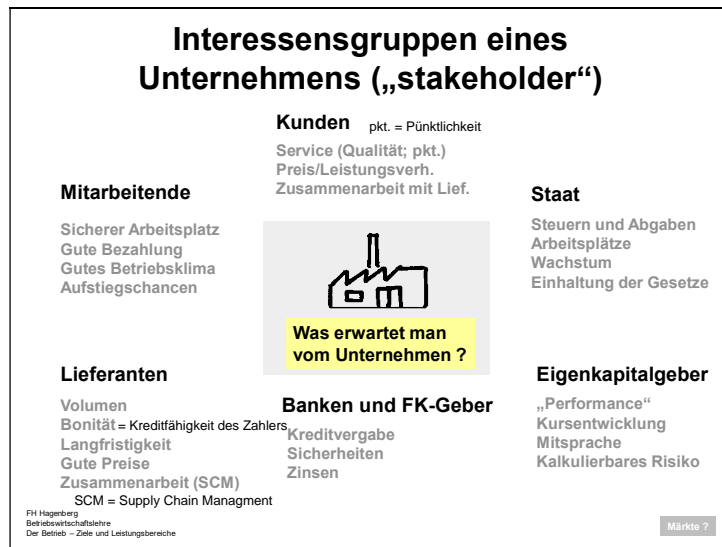 Interessensgruppen eines
Unternehmens („stakeholder“)
Kunden pkt. = Pünktlichkeit
Service (Qualität; pkt.)
Preis/Leistungsverh.
Zusammenarbeit mit Lief.
Mitarbeitende
Sicherer Arbeitsplatz
Gute Bezahlung
Gutes Betriebsklima
Aufstiegschancen
Staat
Steuern und Abgaben
Arbeitsplätze
Wachstum
Einhaltung der Gesetze
Was erwartet man
vom Unternehmen ?
Lieferanten
Volumen
Bonität = Kreditfähigkeit des Zahlers
Langfristigkeit
Gute Preise
Zusammenarbeit (SCM)
SCM = Supply Chain Managment
Banken und FK-Geber
Kreditvergabe
Sicherheiten
Zinsen
Eigenkapitalgeber
„Performance“
Kursentwicklung
Mitsprache
Kalkulierbares Risiko
FH Hagenberg
Betriebswirtschaftslehre
Der Betrieb – Ziele und Leistungsbereiche
Märkte ?